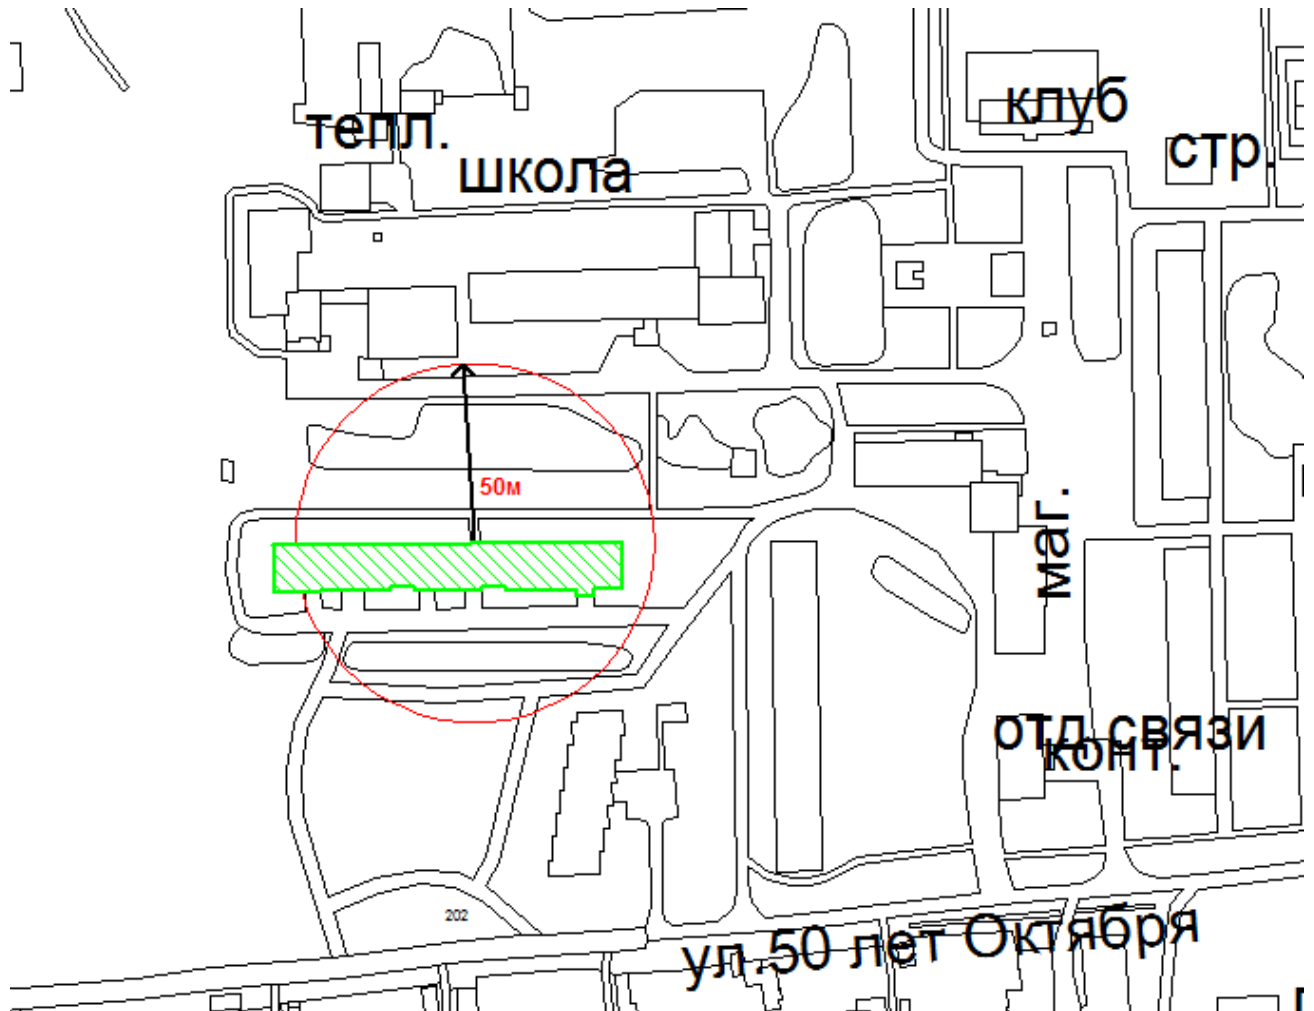 клуб
тепл.
стр.
школа
50м
маг.
отд.связи
конт.
202
ул.50 лет Октября